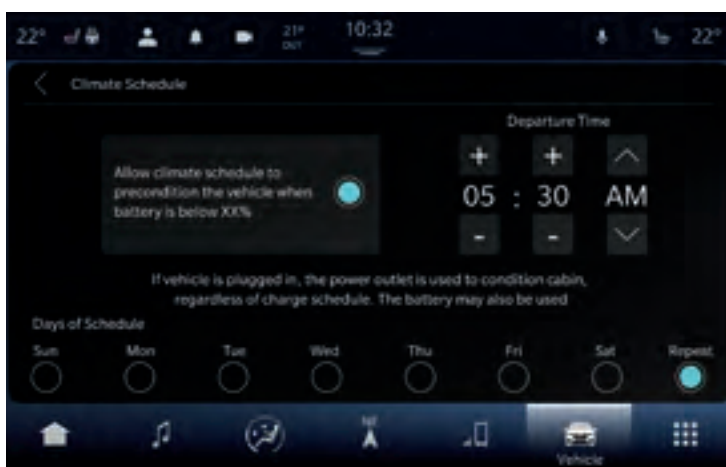 22° 21° 10:32 22°
OUT
Climate Schedule
Departure Time
Allow climate schedule to
precondition the vehicle when
battery is below XX%
+ + 
05 : 30 AM
- -
If vehicle is plugged in, the power outlet is used to condition cabin,
regardless of charge schedule. The battery may also be used
Days of Schedule
Sun Mon Tue Wed Thu Fri Sat Repeat
Vehicle